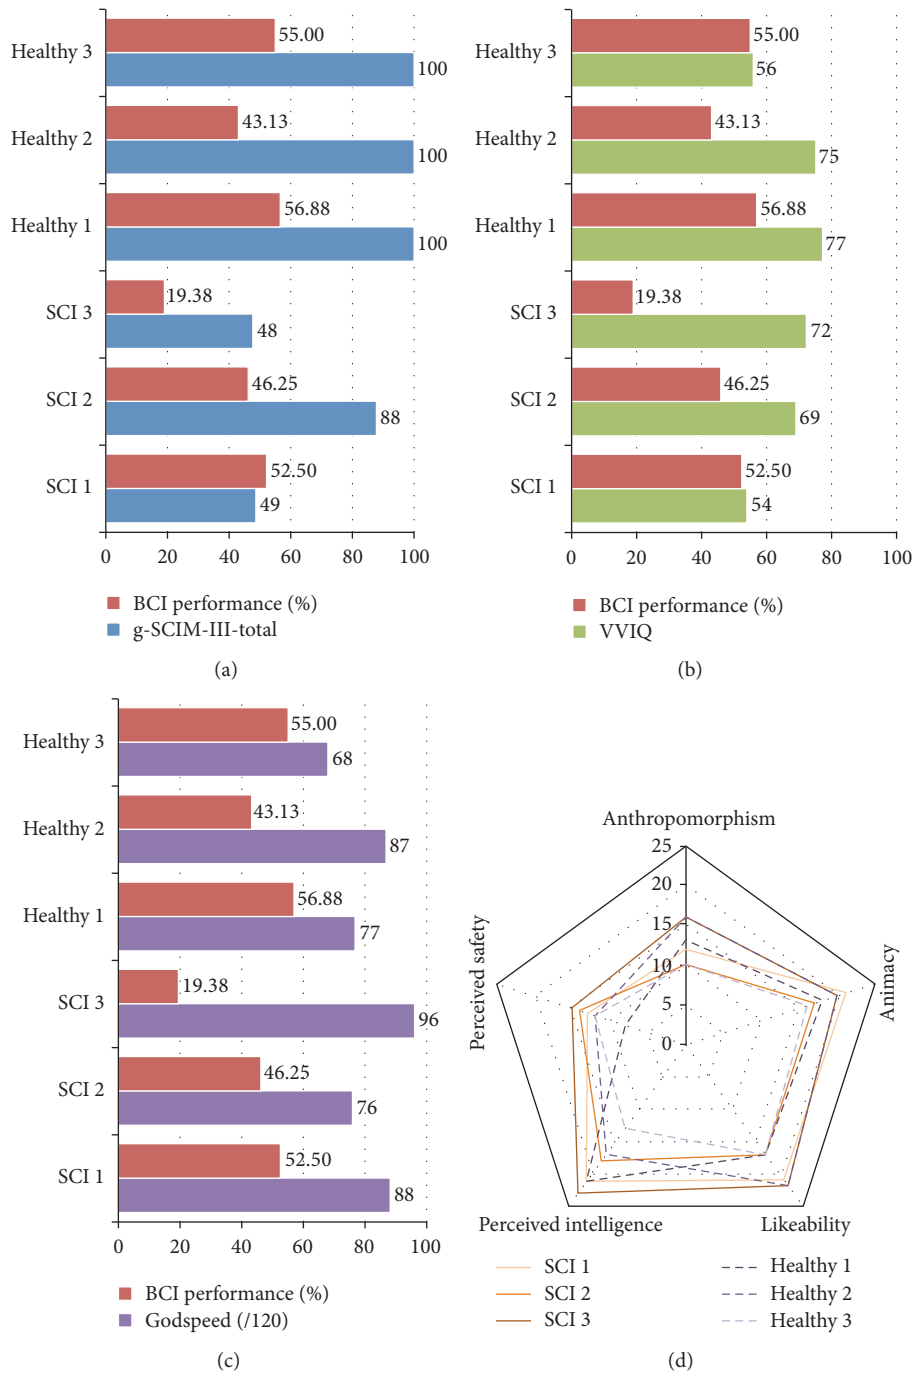 Healthy 3
55.00
100
Healthy 2
43.13
100
Healthy 1
56.88
100
SCI 3
19.38
48
SCI 2
46.25
88
SCI 1
52.50
49
0 20 40 60 80 100
BCI performance (%)
g-SCIM-III-total
(a)
Healthy 3
55.00
56
Healthy 2
43.13
75
Healthy 1
56.88
77
SCI 3
19.38
72
SCI 2
46.25
69
SCI 1
52.50
54
0 20 40 60 80 100
BCI performance (%)
VVIQ
(b)
Healthy 3
55.00
68
Healthy 2
43.13
87
Healthy 1
56.88
77
SCI 3
19.38
96
SCI 2
46.25
76
SCI 1
52.50
88
0 20 40 60 80 100
BCI performance (%)
Godspeed (/120)
(c)
Anthropomorphism
25
20
15
10
5
0
Perceived safety
Animacy
Perceived intelligence
Likeability
SCI 1
SCI 2
SCI 3
Healthy 1
Healthy 2
Healthy 3
(d)